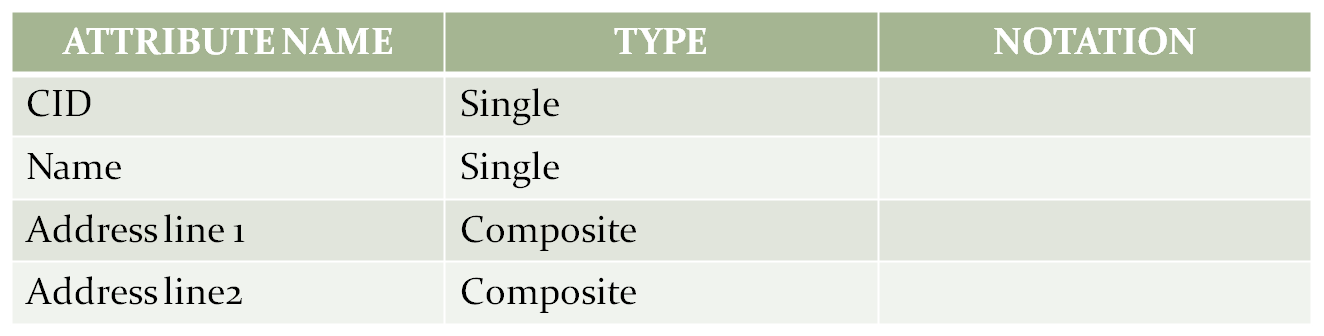 ATTRIBUTE NAME TYPE NOTATION
CID Single
Name Single
Address line 1 Composite
Address line2 Composite